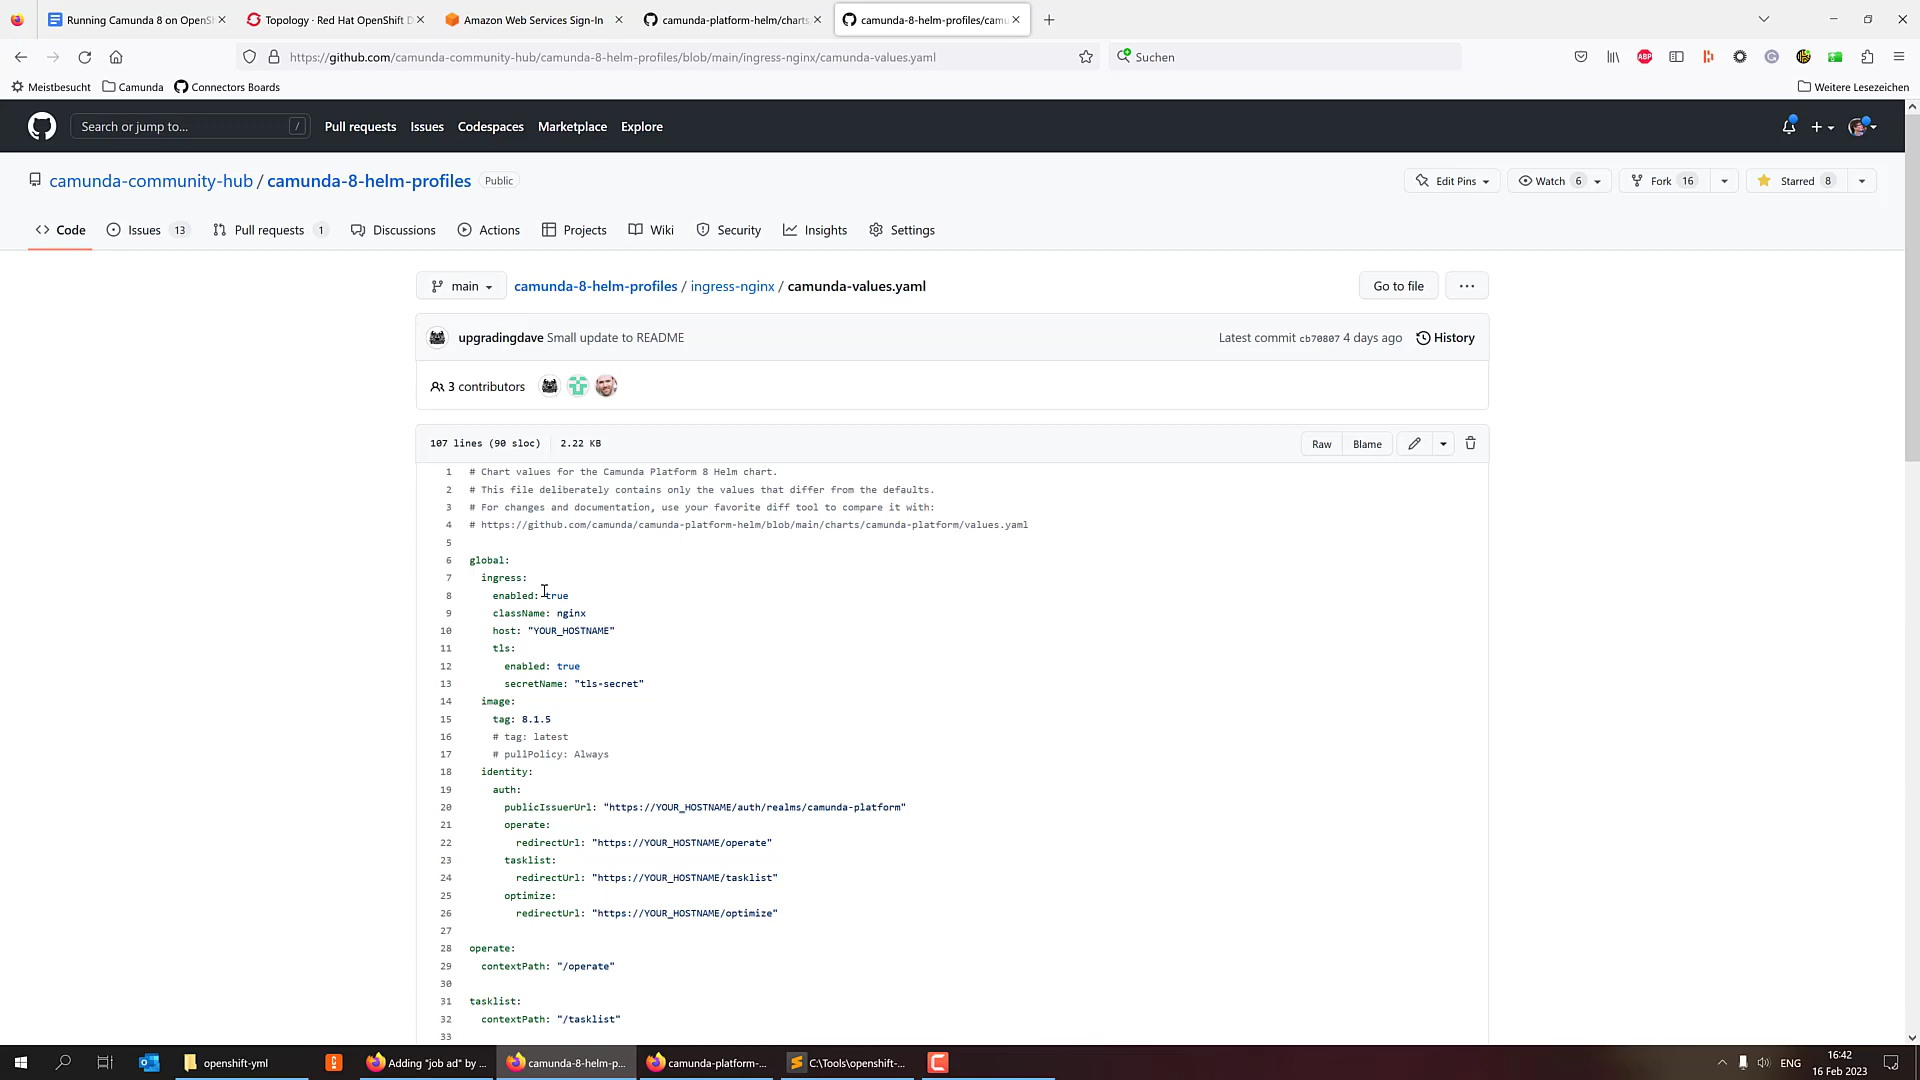 Running Camunda 8 on OpenS
Topology · Red Hat OpenShift D
Amazon Web Services Sign-In
camunda-platform-helm/charts
camunda-8-helm-profiles/camu
https://github.com/camunda-community-hub/camunda-8-helm-profiles/blob/main/ingress-nginx/camunda-values.yaml
Suchen
ABP
Meistbesucht
Camunda
Connectors Boards
Weitere Lesezeichen
Search or jump to...
/
Pull requests
Issues
Codespaces
Marketplace
Explore
camunda-community-hub / camunda-8-helm-profiles
Public
Edit Pins
Watch 6
Fork 16
Starred 8
Code
Issues 13
Pull requests 1
Discussions
Actions
Projects
Wiki
Security
Insights
Settings
main
camunda-8-helm-profiles / ingress-nginx / camunda-values.yaml
Go to file
upgradingdave Small update to README
Latest commit cb70807 4 days ago
History
3 contributors
107 lines (90 sloc)
2.22 KB
Raw
Blame
1 # Chart values for the Camunda Platform 8 Helm chart.
2 # This file deliberately contains only the values that differ from the defaults.
3 # For changes and documentation, use your favorite diff tool to compare it with:
4 # https://github.com/camunda/camunda-platform-helm/blob/main/charts/camunda-platform/values.yaml
5
6 global:
7 ingress:
8 enabled: true
9 className: nginx
10 host: "YOUR_HOSTNAME"
11 tls:
12 enabled: true
13 secretName: "tls-secret"
14 image:
15 tag: 8.1.5
16 # tag: latest
17 # pullPolicy: Always
18 identity:
19 auth:
20 publicIssuerUrl: "https://YOUR_HOSTNAME/auth/realms/camunda-platform"
21 operate:
22 redirectUrl: "https://YOUR_HOSTNAME/operate"
23 tasklist:
24 redirectUrl: "https://YOUR_HOSTNAME/tasklist"
25 optimize:
26 redirectUrl: "https://YOUR_HOSTNAME/optimize"
27
28 operate:
29 contextPath: "/operate"
30
31 tasklist:
32 contextPath: "/tasklist"
33
openshift-yml
Adding "job ad" by ...
camunda-8-helm-p...
camunda-platform-...
C:\Tools\openshift-...
ENG
16:42
16 Feb 2023